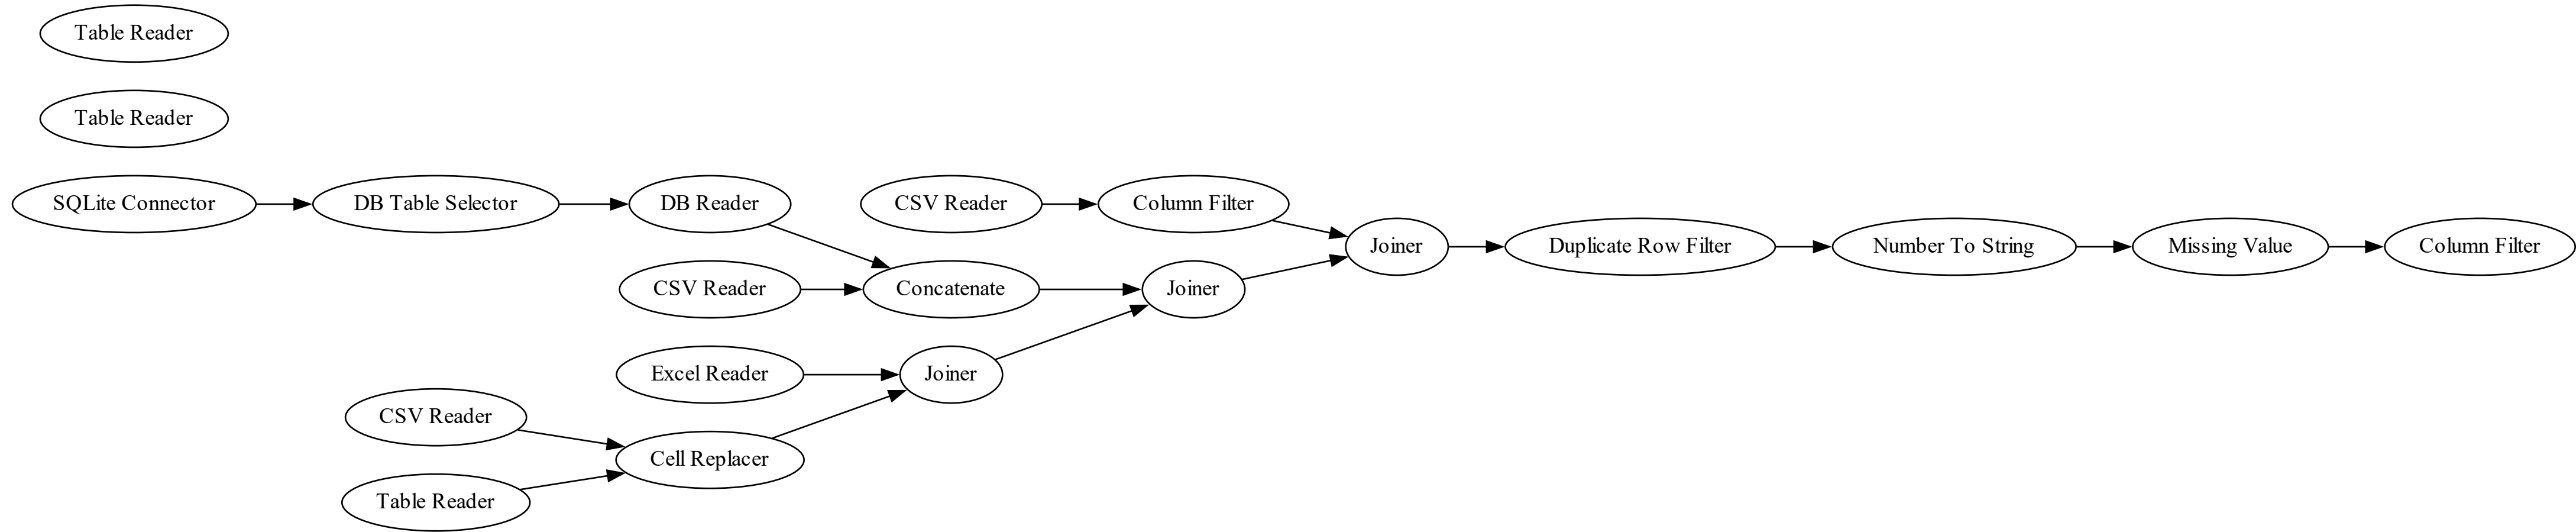 Table Reader
Table Reader
SQLite Connector
DB Table Selector
DB Reader
CSV Reader
Column Filter
Joiner
Duplicate Row Filter
Number To String
Missing Value
Column Filter
CSV Reader
Concatenate
Joiner
Excel Reader
Joiner
CSV Reader
Cell Replacer
Table Reader